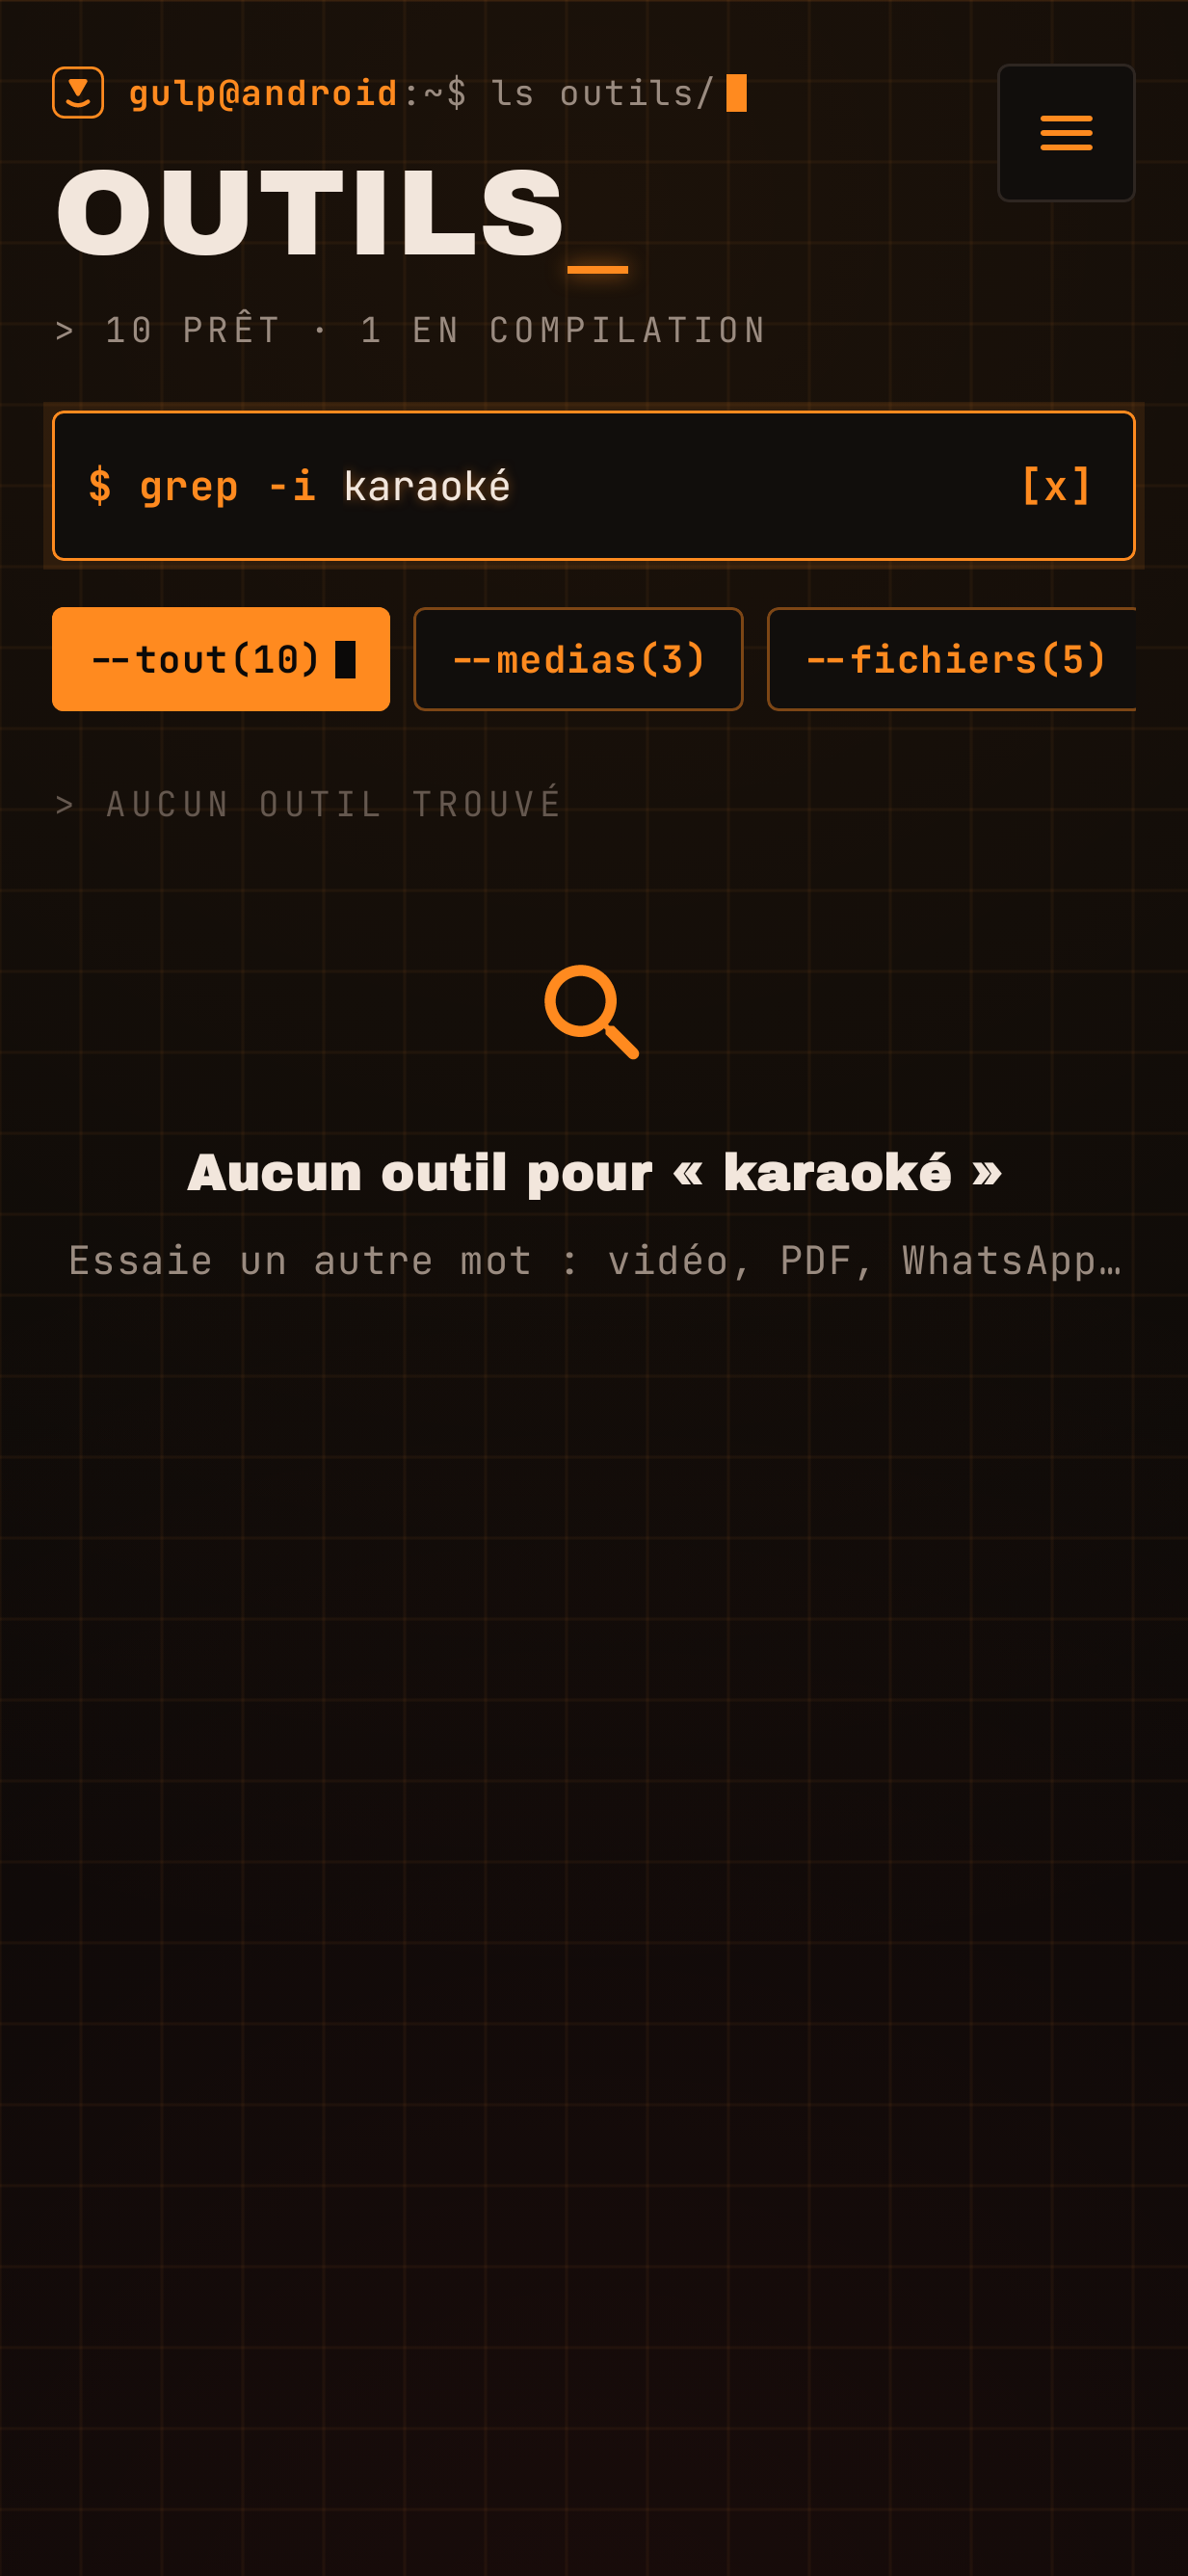 gulp@android:~$ ls outils/
OUTILS_
> 10 PRÊT · 1 EN COMPILATION
$ grep -i karaoké [x]
--tout(10) --medias(3) --fichiers(5)
> AUCUN OUTIL TROUVÉ
Aucun outil pour « karaoké »
Essaie un autre mot : vidéo, PDF, WhatsApp…